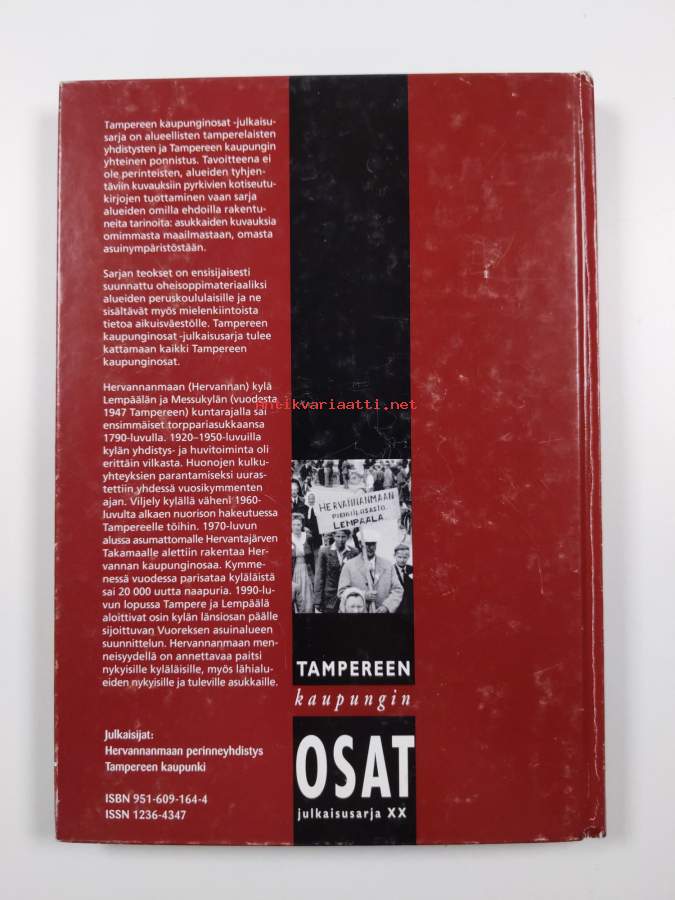 Tampereen kaupunginosat -julkaisu-
sarja on alueellisten tamperelaisten
yhdistysten ja Tampereen kaupungin
yhteinen ponnistus. Tavoitteena ei
ole perinteisten, alueiden tyhjen-
täviin kuvauksiin pyrkivien kotiseutu-
kirjojen tuottaminen vaan sarja
alueiden omilla ehdoilla rakentu-
neita tarinoita: asukkaiden kuvauksia
omimmasta maailmastaan, omasta
asuinympäristöstään.
Sarjan teokset on ensisijaisesti
suunnattu oheisoppimateriaaliksi
alueiden peruskoululaisille ja ne
sisältävät myös mielenkiintoista
tietoa aikuisväestölle. Tampereen
kaupunginosat -julkaisusarja tulee
kattamaan kaikki Tampereen
kaupunginosat.
Hervannanmaan (Hervannan) kylä
Lempäälän ja Messukylän (vuodesta
1947 Tampereen) kuntarajalla sai
ensimmäiset torppariasukkaansa
1790-luvulla. 1920–1950-luvuilla
kylän yhdistys- ja huvitoiminta oli
erittäin vilkasta. Huonojen kulku-
yhteyksien parantamiseksi uuras-
tettiin yhdessä vuosikymmenten
ajan. Viljely kylällä väheni 1960-
luvulta alkaen nuorison hakeutuessa
Tampereelle töihin. 1970-luvun
alussa asumattomalle Hervantajärven
Takamaalle alettiin rakentaa Her-
vannan kaupunginosaa. Kymme-
nessä vuodessa parisataa kyläläistä
sai 20 000 uutta naapuria. 1990-lu-
vun lopussa Tampere ja Lempäälä
aloittivat osin kylän länsiosan päälle
sijoittuvan Vuoreksen asuinalueen
suunnittelun. Hervannanmaan men-
neisyydellä on annettavaa paitsi
nykyisille kyläläisille, myös lähialu-
eiden nykyisille ja tuleville asukkaille.
Julkaisijat:
Hervannanmaan perinneyhdistys
Tampereen kaupunki
ISBN 951-609-164-4
ISSN 1236-4347
antikvariaatti.net
HERVANNANMAAN
PIENVILJ.OSASTO
LEMPÄÄLÄ
TAMPEREEN
kaupungin
OSAT
julkaisusarja XX